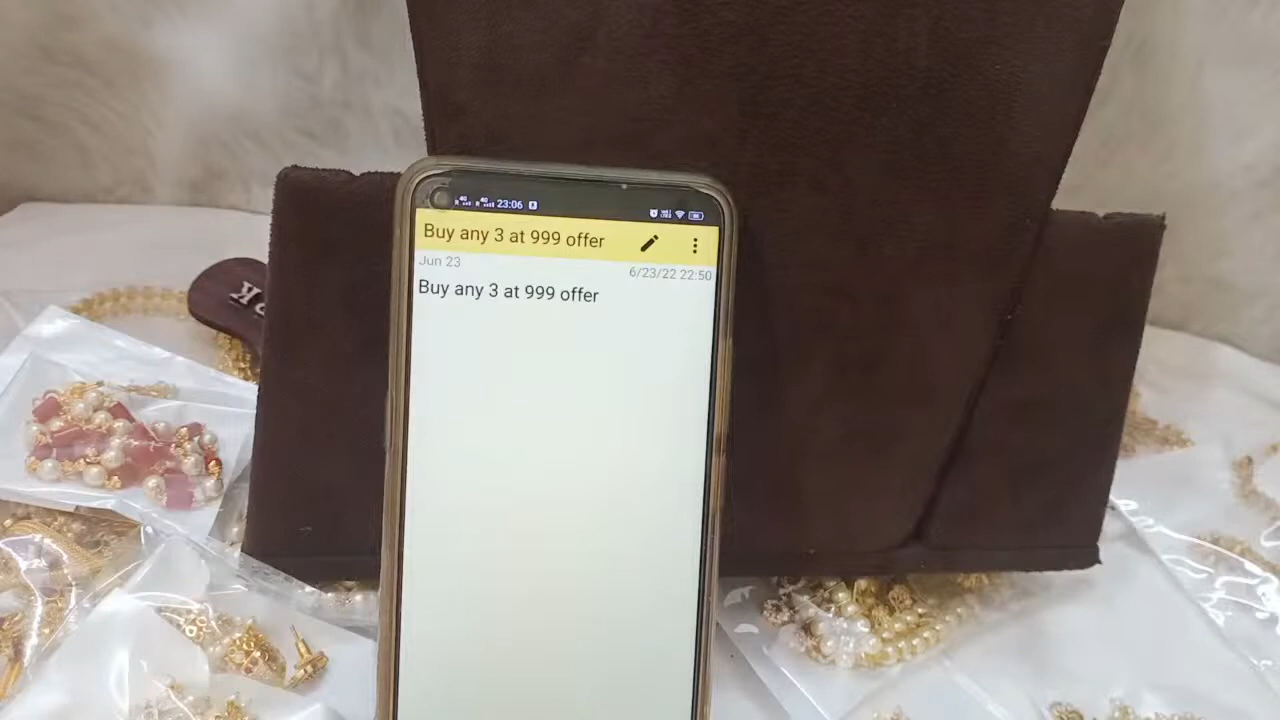 23:06
Buy any 3 at 999 offer
Jun 23
6/23/22 22:50
Buy any 3 at 999 offer